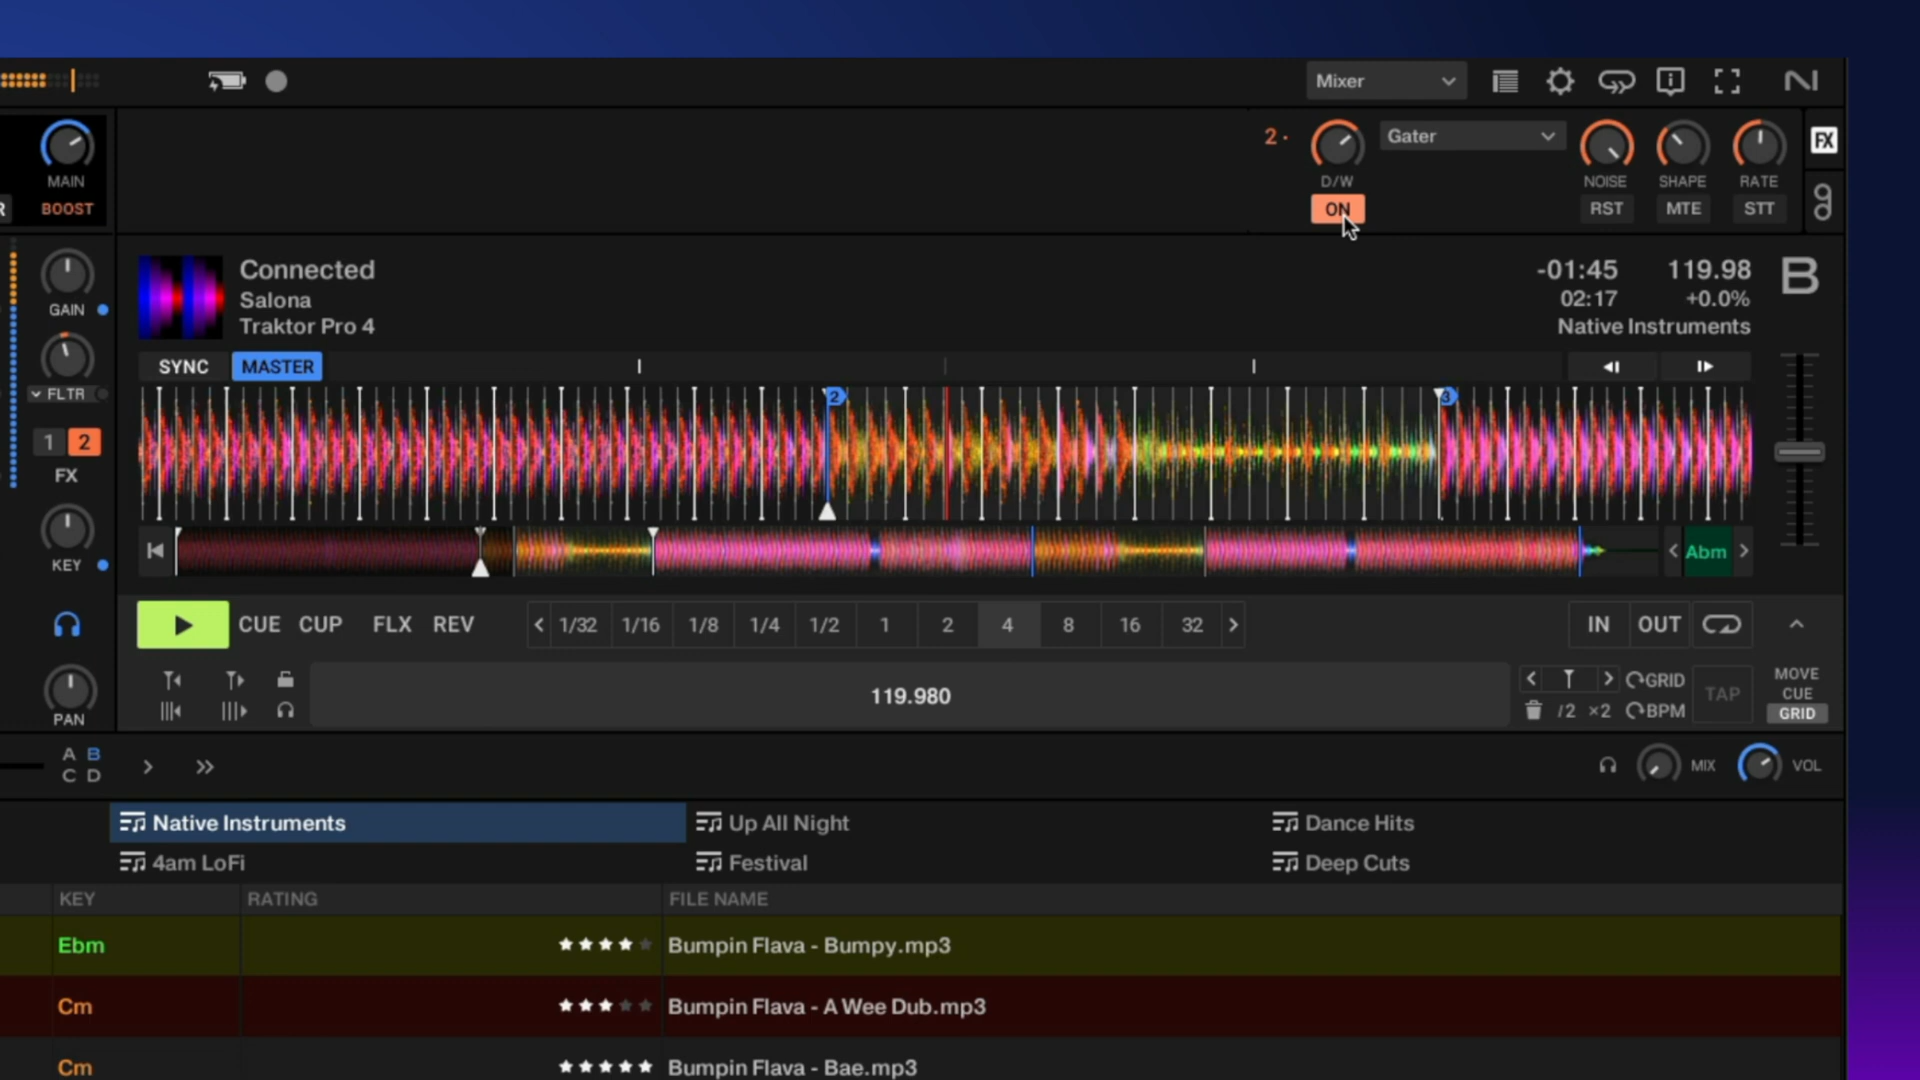 Mixer
MAIN
BOOST
R
2
D/W
ON
Gater
NOISE
RST
SHAPE
MTE
RATE
STT
FX
GAIN
FLTR
1 2
FX
KEY
PAN
Connected
Salona
Traktor Pro 4
-01:45 119.98
02:17 +0.0%
Native Instruments
B
SYNC MASTER
2
3
Abm
CUE CUP FLX REV
1/32 1/16 1/8 1/4 1/2 1 2 4 8 16 32
IN OUT
119.980
GRID
/2 ×2 BPM
TAP
MOVE
CUE
GRID
A B
C D
MIX
VOL
Native Instruments
Up All Night
Dance Hits
4am LoFi
Festival
Deep Cuts
KEY RATING FILE NAME
Ebm Bumpin Flava - Bumpy.mp3
Cm Bumpin Flava - A Wee Dub.mp3
Cm Bumpin Flava - Bae.mp3